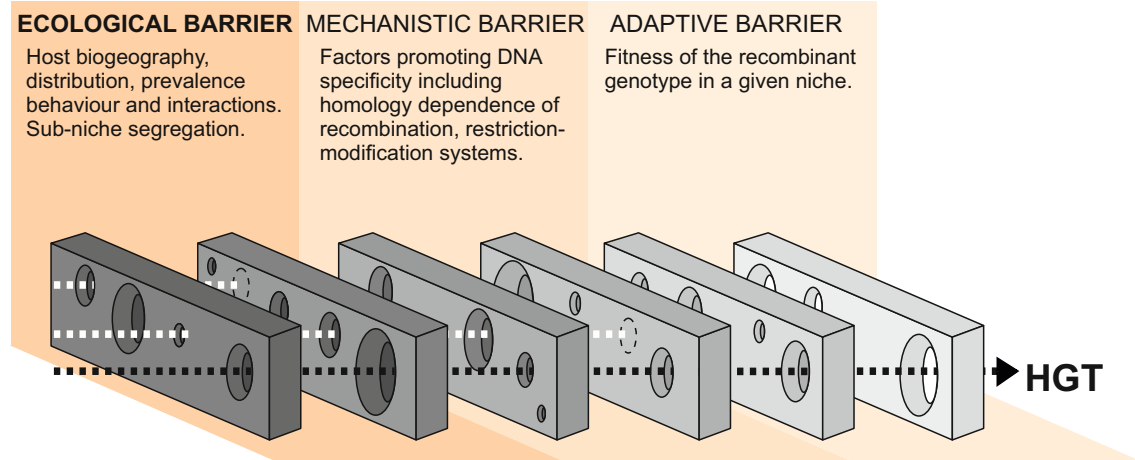 ECOLOGICAL BARRIER
Host biogeography,
distribution, prevalence
behaviour and interactions.
Sub-niche segregation.
MECHANISTIC BARRIER
Factors promoting DNA
specificity including
homology dependence of
recombination, restriction-
modification systems.
ADAPTIVE BARRIER
Fitness of the recombinant
genotype in a given niche.
HGT